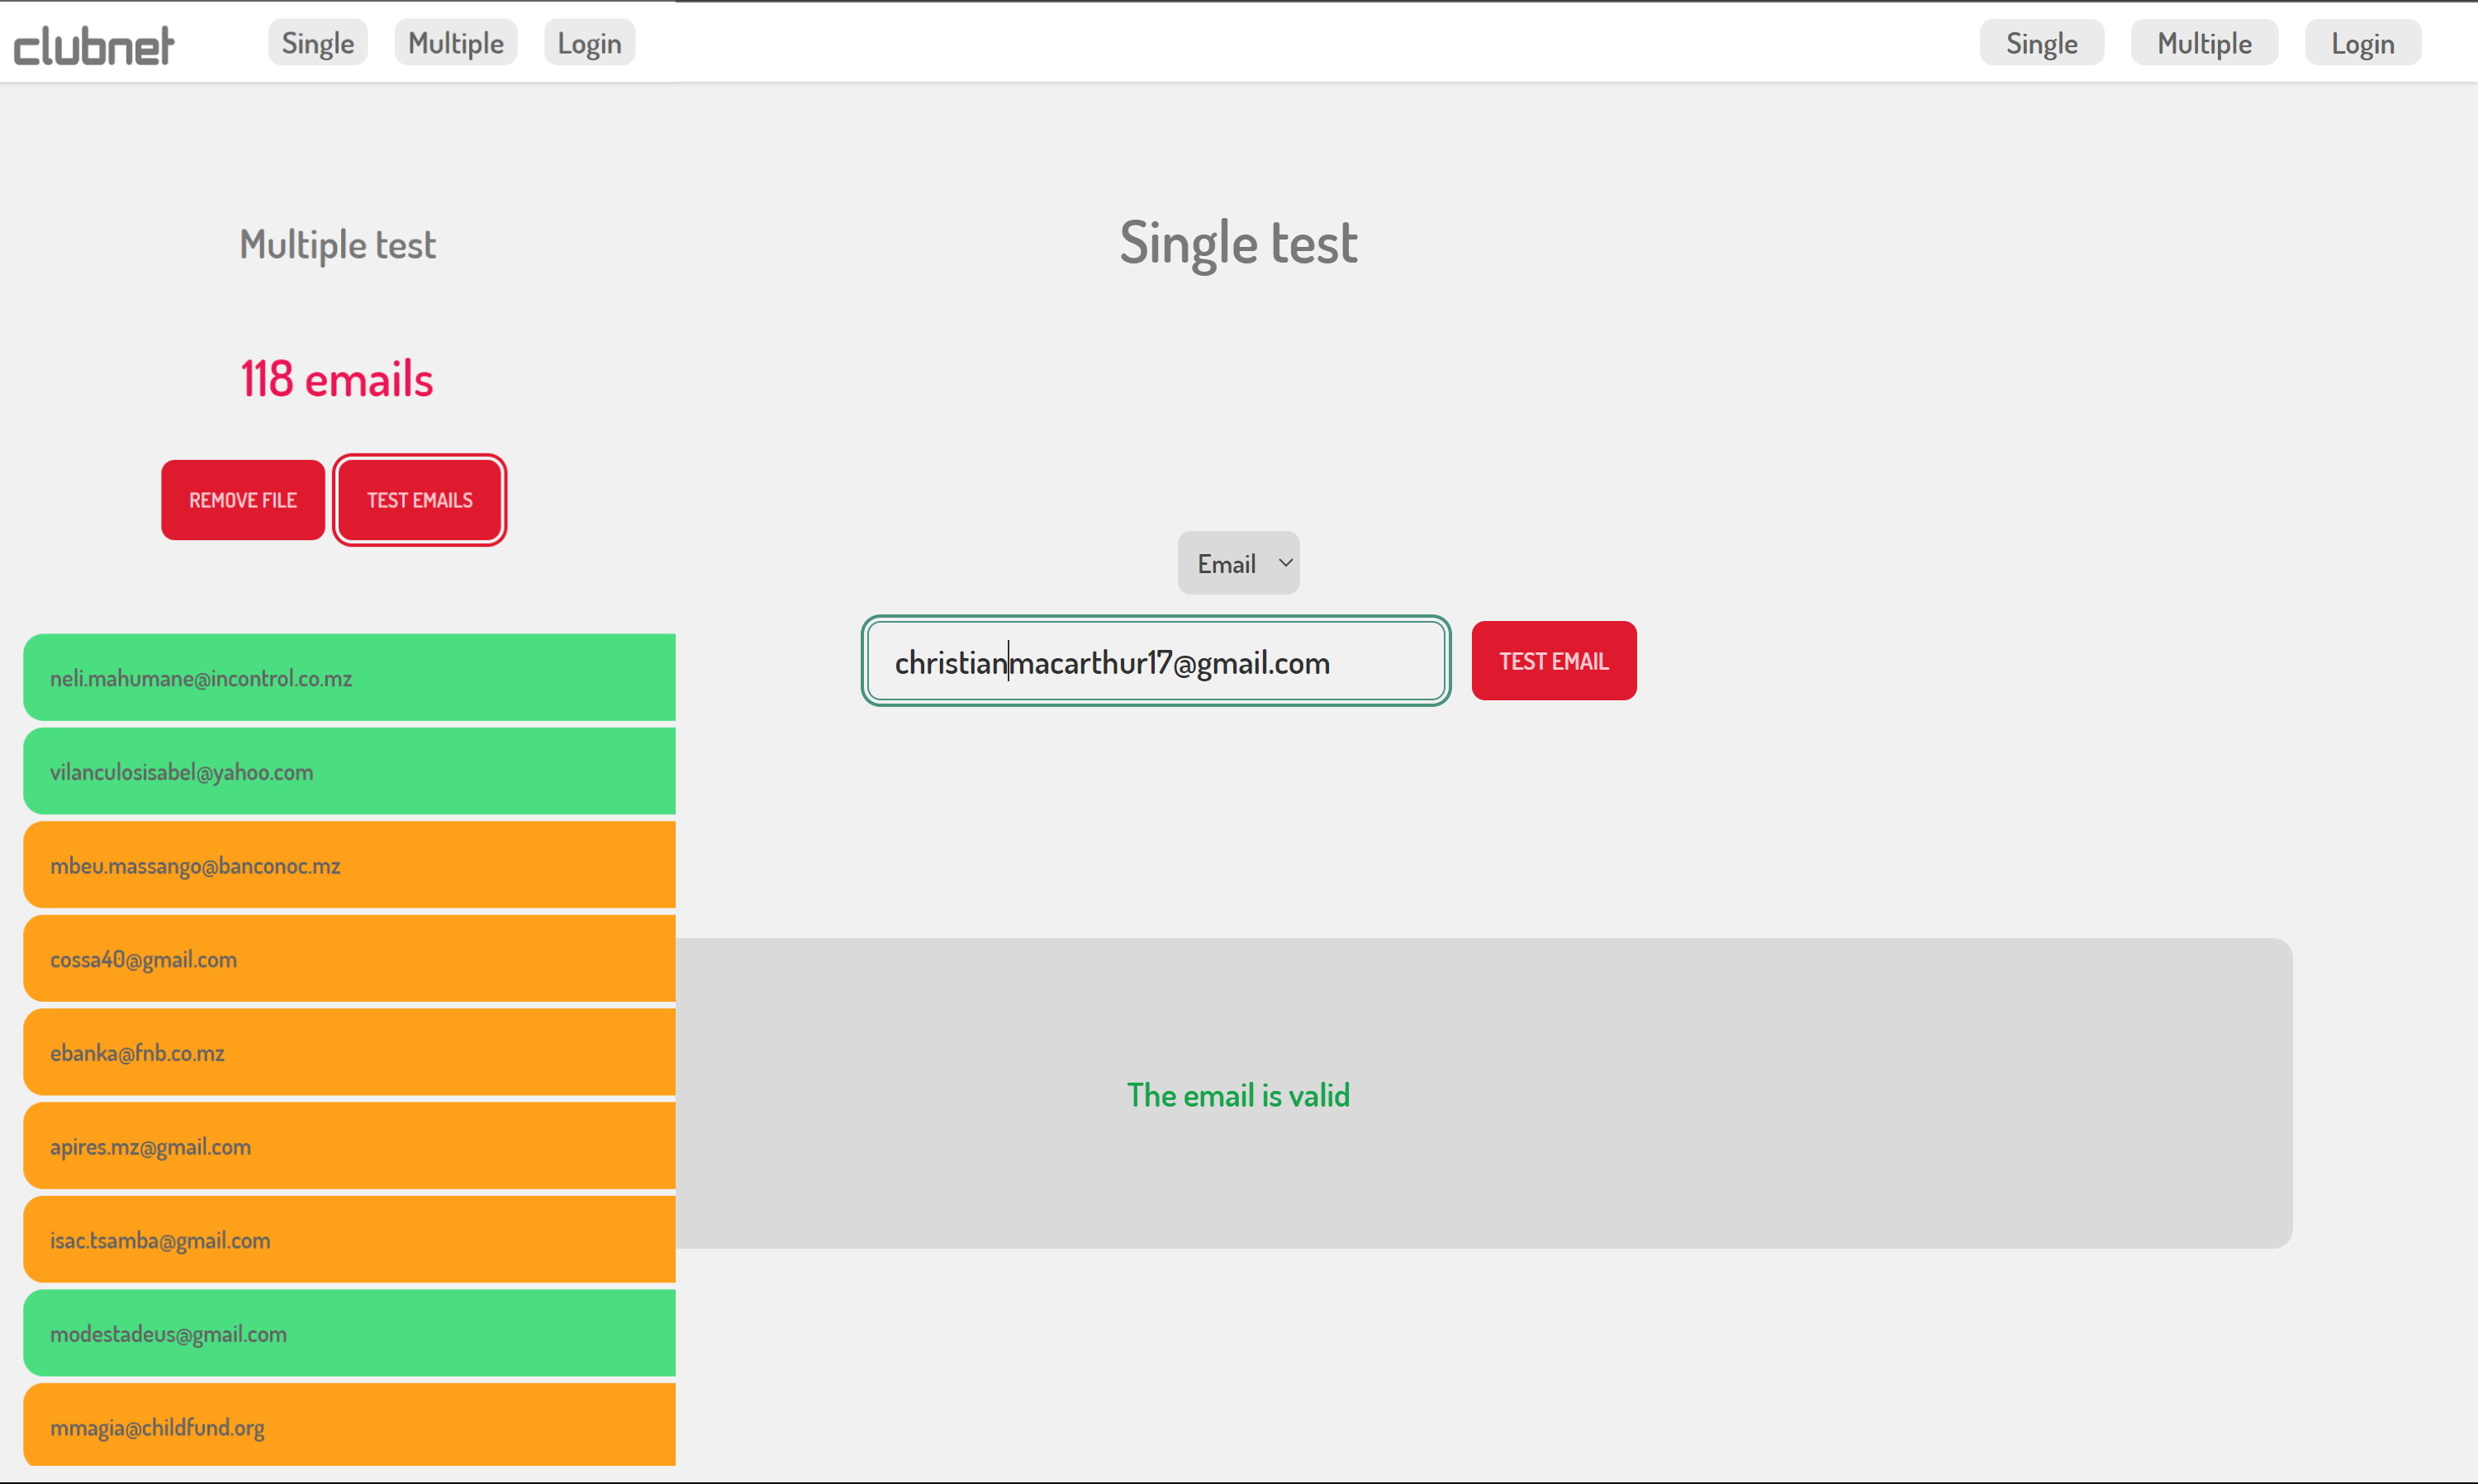 clubnet
Single Multiple Login
Multiple test
118 emails
REMOVE FILE TEST EMAILS
neli.mahumane@incontrol.co.mz
vilanculosisabel@yahoo.com
mbeu.massango@banconoc.mz
cossa40@gmail.com
ebanka@fnb.co.mz
apires.mz@gmail.com
isac.tsamba@gmail.com
modestadeus@gmail.com
mmagia@childfund.org
Single Multiple Login
Single test
Email
christianmacarthur17@gmail.com TEST EMAIL
The email is valid